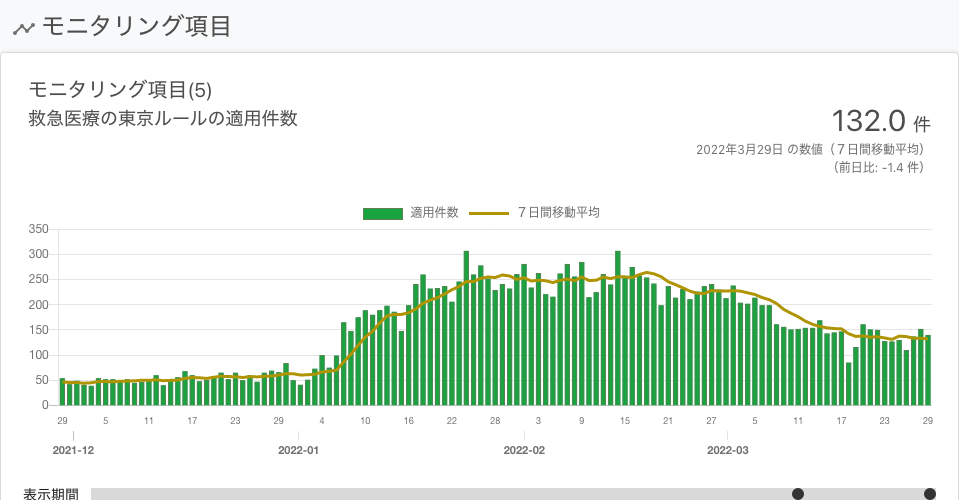 モニタリング項目
モニタリング項目(5)
救急医療の東京ルールの適用件数
132.0 件
2022年3月29日 の数値（７日間移動平均）
（前日比: -1.4 件）
適用件数 ７日間移動平均
350
300
250
200
150
100
50
0
29 5 11 17 23 29 4 10 16 22 28 3 9 15 21 27 5 11 17 23 29
2021-12 2022-01 2022-02 2022-03
表示期間